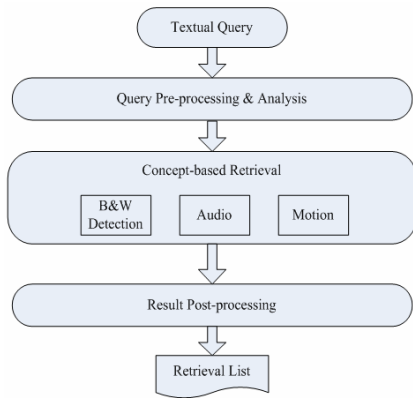 Textual Query
Query Pre-processing & Analysis
Concept-based Retrieval
B&W
Detection
Audio
Motion
Result Post-processing
Retrieval List